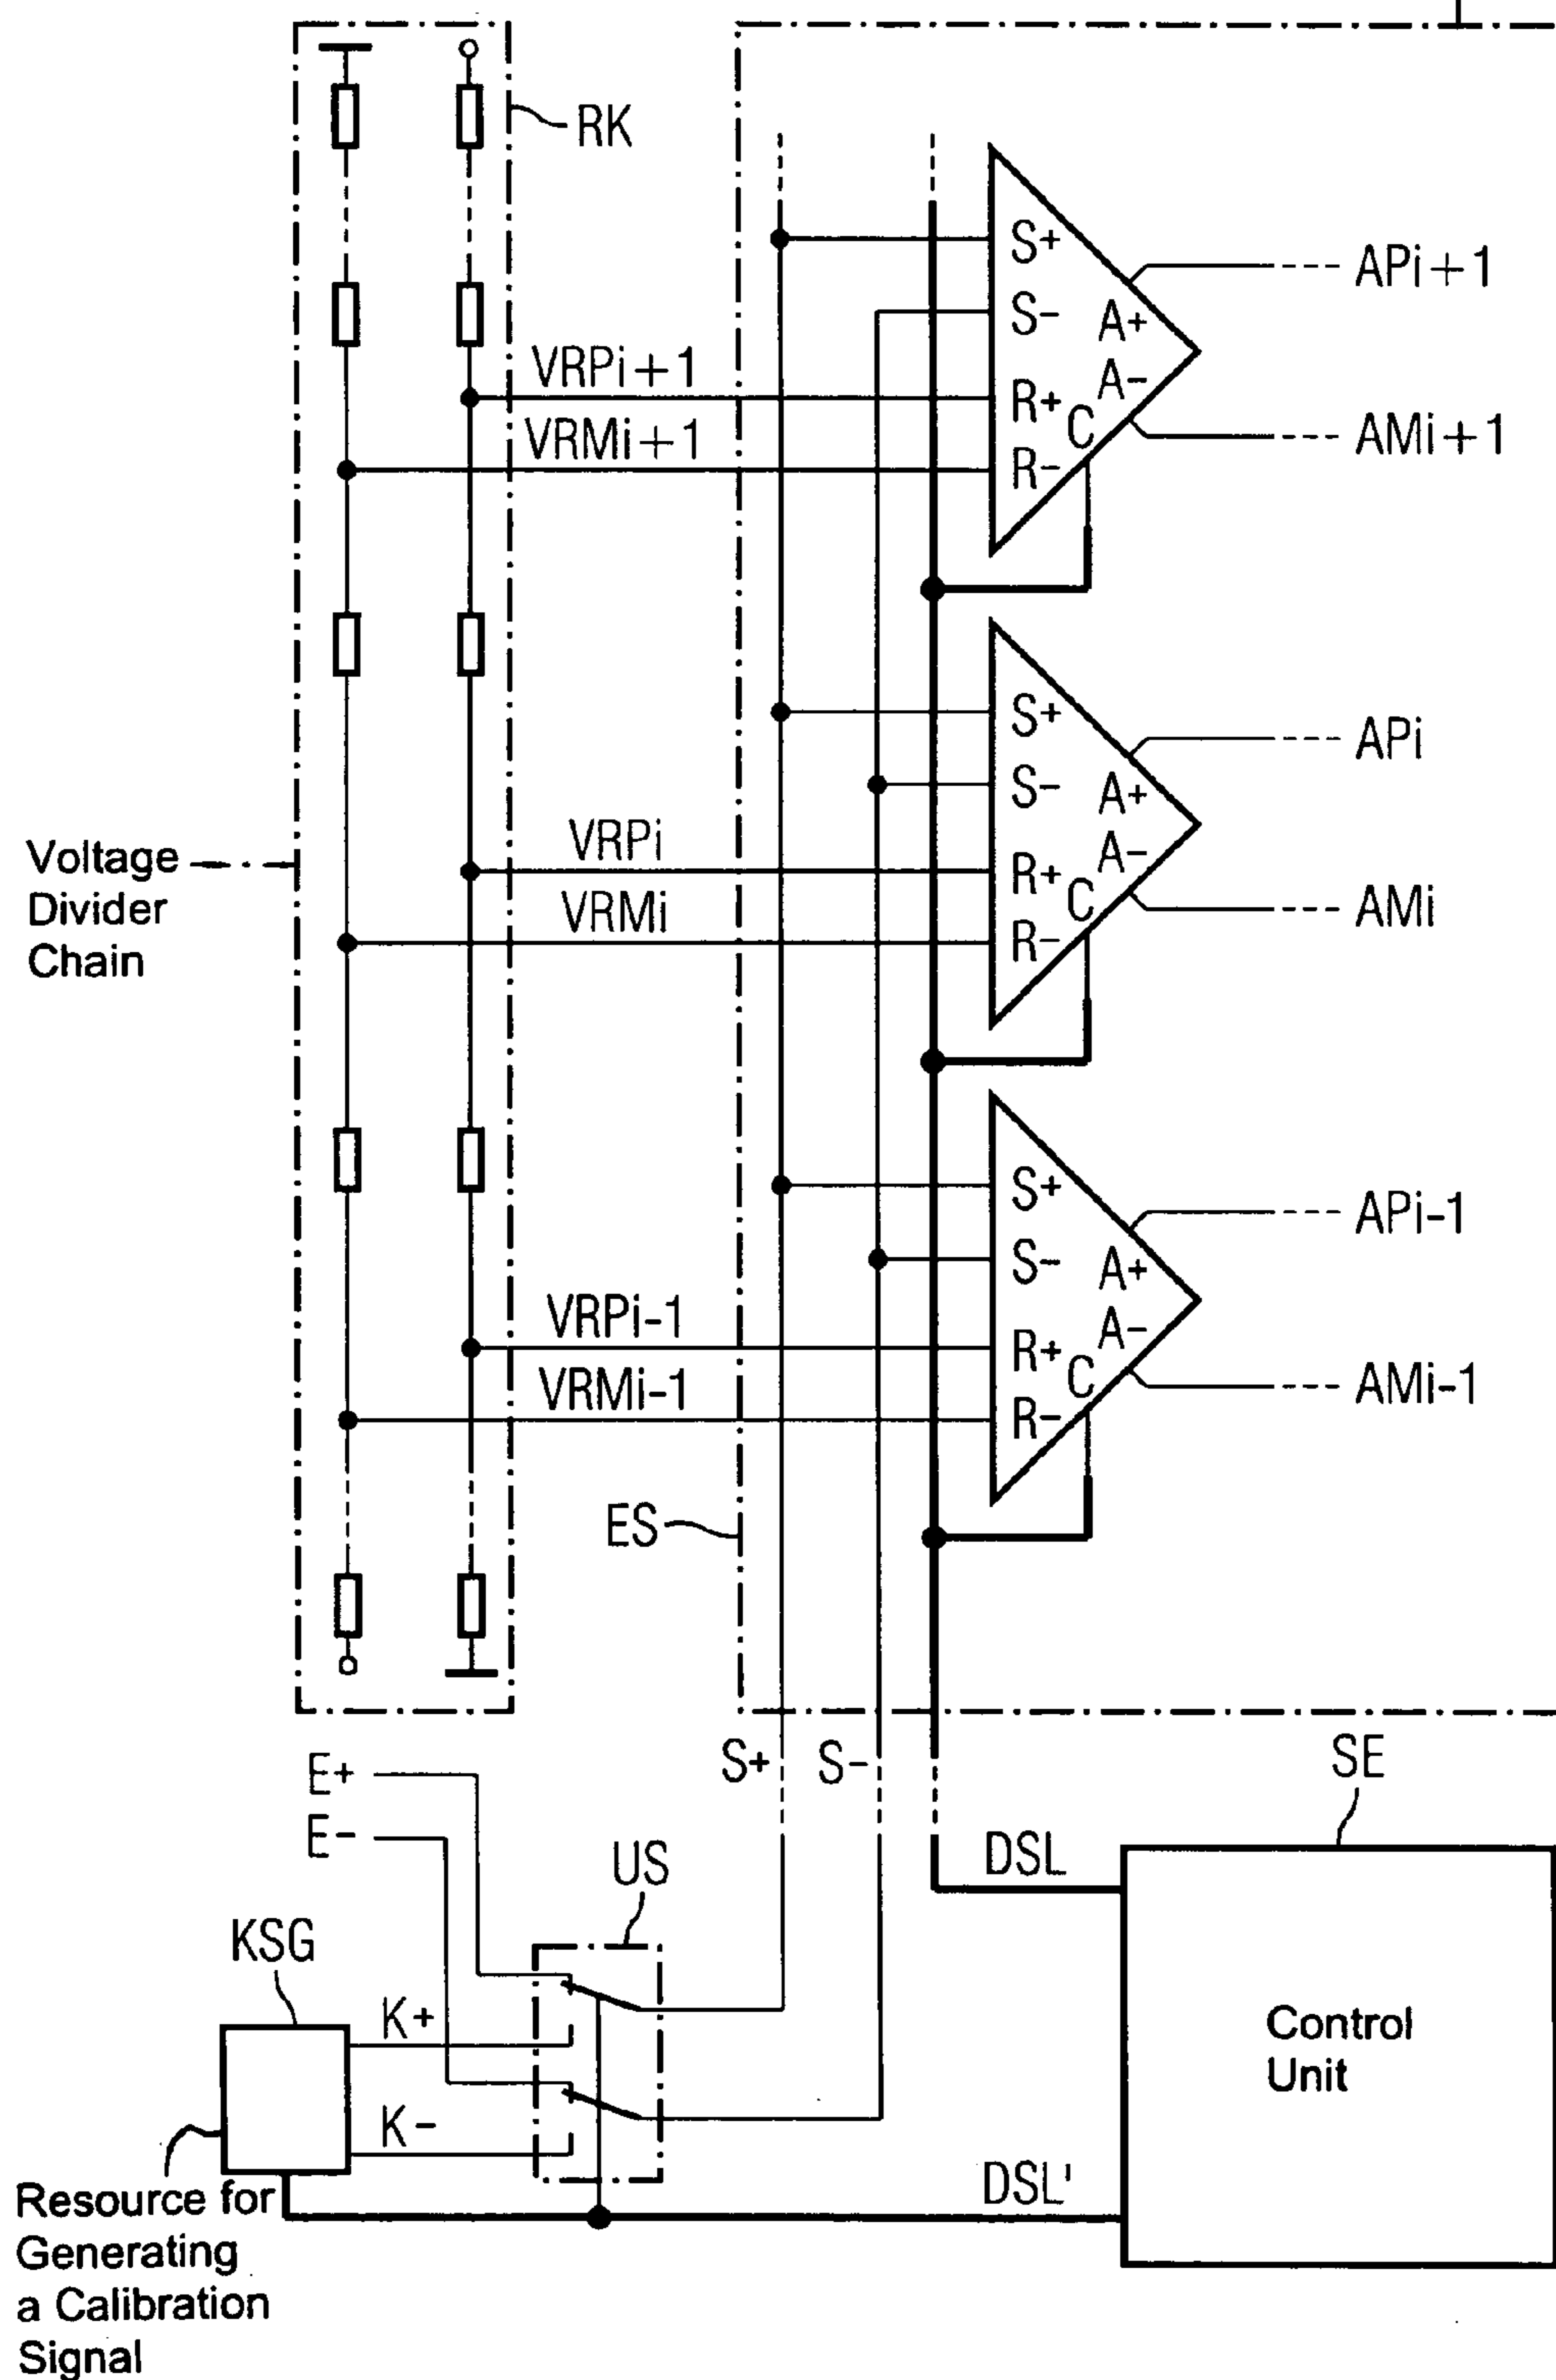 RK
S+
S-
R+
R-
C
A+
A-
APi+1
AMi+1
VRPi+1
VRMi+1
S+
S-
R+
R-
C
A+
A-
APi
AMi
Voltage
Divider
Chain
VRPi
VRMi
S+
S-
R+
R-
C
A+
A-
APi-1
AMi-1
VRPi-1
VRMi-1
ES
S+
S-
SE
E+
E-
US
DSL
KSG
K+
K-
Control
Unit
DSL'
Resource for
Generating
a Calibration
Signal